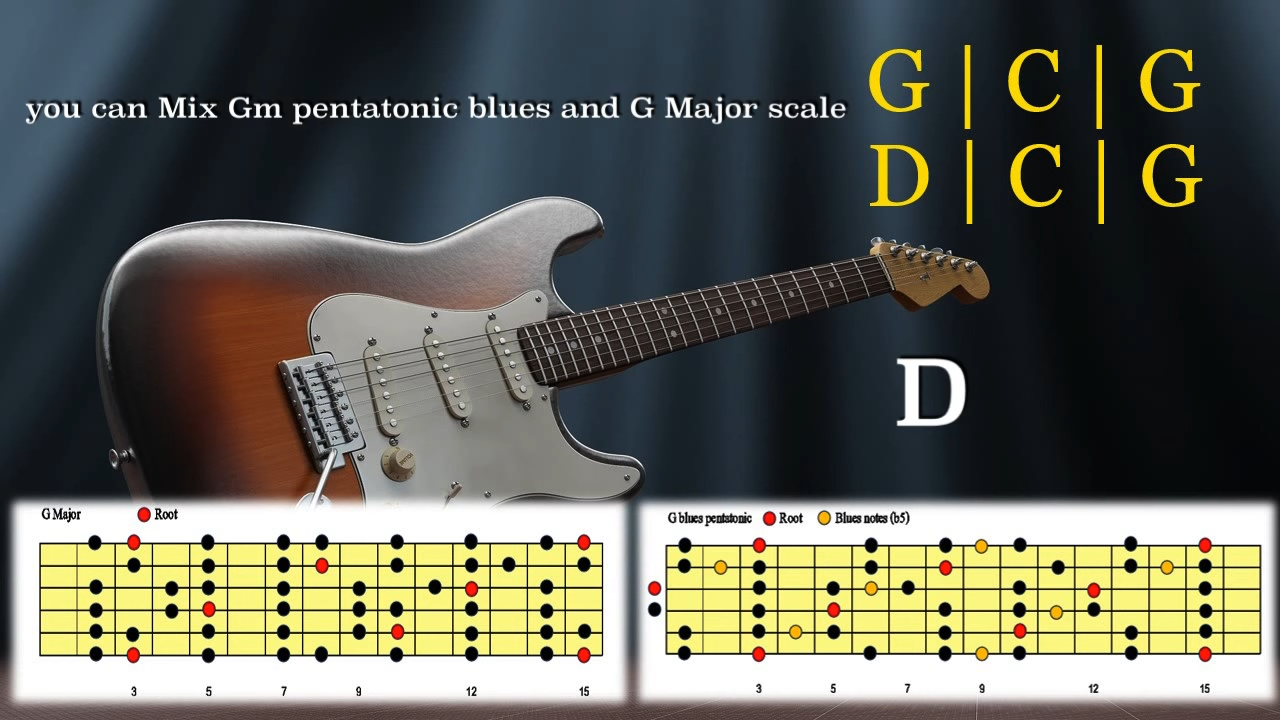 you can Mix Gm pentatonic blues and G Major scale
G | C | G
D | C | G
D
G Major Root
3 5 7 9 12 15
G blues pentatonic Root Blues notes (b5)
3 5 7 9 12 15